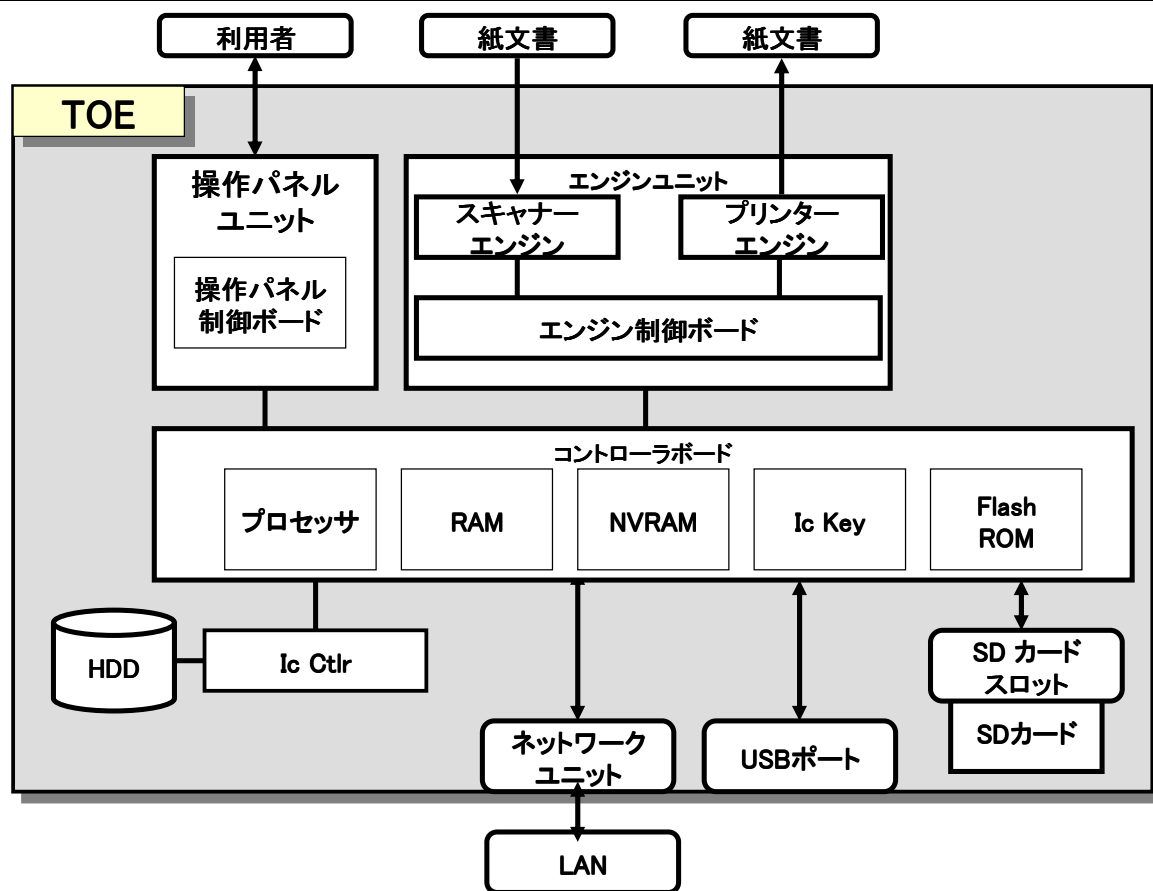 利用者
紙文書
紙文書
TOE
操作パネル
ユニット
操作パネル
制御ボード
エンジンユニット
スキャナー
エンジン
プリンター
エンジン
エンジン制御ボード
コントローラボード
プロセッサ
RAM
NVRAM
Ic Key
Flash
ROM
HDD
Ic Ctlr
ネットワーク
ユニット
USBポート
SD カード
スロット
SDカード
LAN